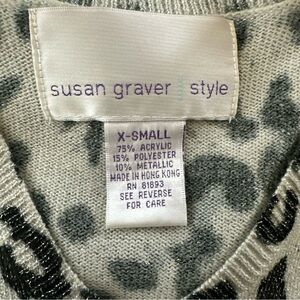 susan graver style
X-SMALL
75% ACRYLIC
15% POLYESTER
10% METALLIC
MADE IN HONG KONG
RN 81893
SEE REVERSE
FOR CARE